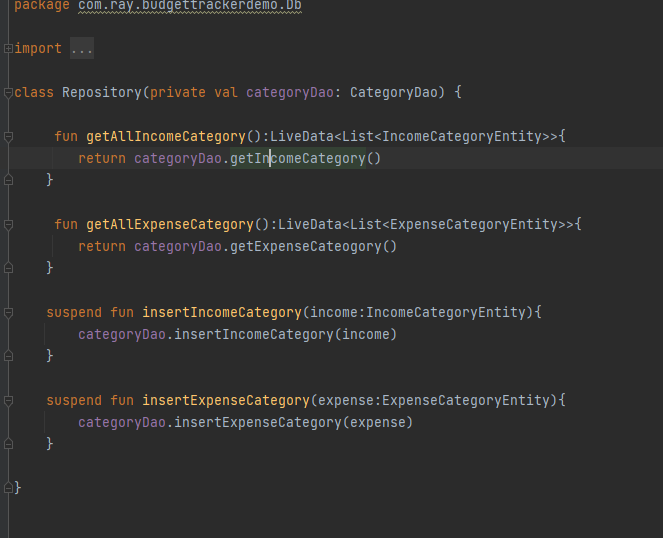 package com.ray.budgettrackerdemo.Db
import ...
class Repository(private val categoryDao: CategoryDao) {
fun getAllIncomeCategory():LiveData<List<IncomeCategoryEntity>>{
return categoryDao.getIncomeCategory()
}
fun getAllExpenseCategory():LiveData<List<ExpenseCategoryEntity>>{
return categoryDao.getExpenseCateogory()
}
suspend fun insertIncomeCategory(income:IncomeCategoryEntity){
categoryDao.insertIncomeCategory(income)
}
suspend fun insertExpenseCategory(expense:ExpenseCategoryEntity){
categoryDao.insertExpenseCategory(expense)
}
}